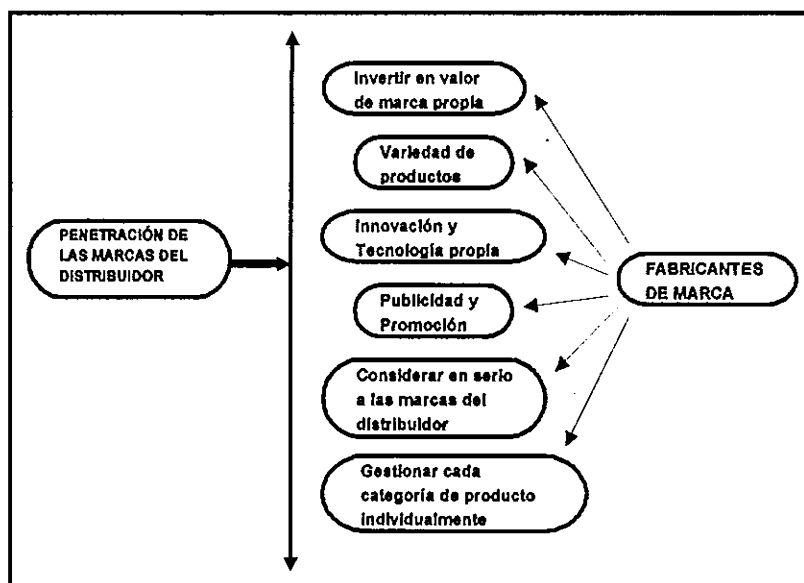 Invertir en valor
de marca propia
Variedad de
productos
PENETRACIÓN DE
LAS MARCAS DEL
DISTRIBUIDOR
Innovación y
Tecnología propia
FABRICANTES
DE MARCA
Publicidad y
Promoción
Considerar en serio
a las marcas del
distribuidor
Gestionar cada
categoría de producto
individualmente